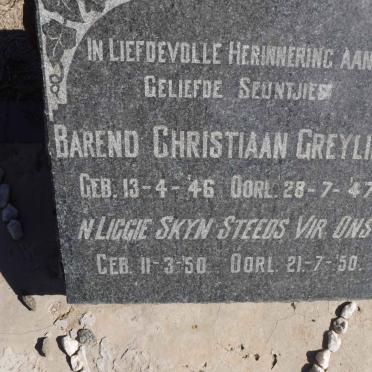 IN LIEFDEVOLLE HERINNERING AAN
GELIEFDE SEUNTJIES
BAREND CHRISTIAAN GREYLI
GEB. 13-4-'46 OORL. 28-7-'47
'N LIGGIE SKYN STEEDS VIR ONS
GEB. 11-3-'50 OORL. 21-7-'50.